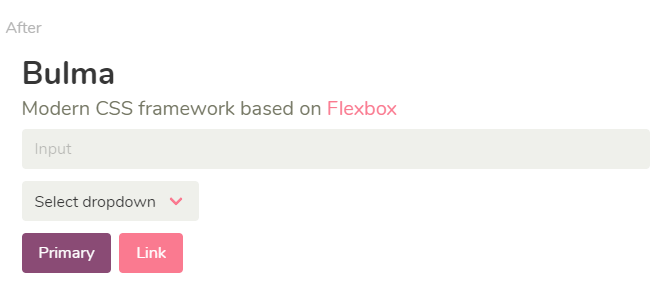 After
Bulma
Modern CSS framework based on Flexbox
Input
Select dropdown
Primary Link